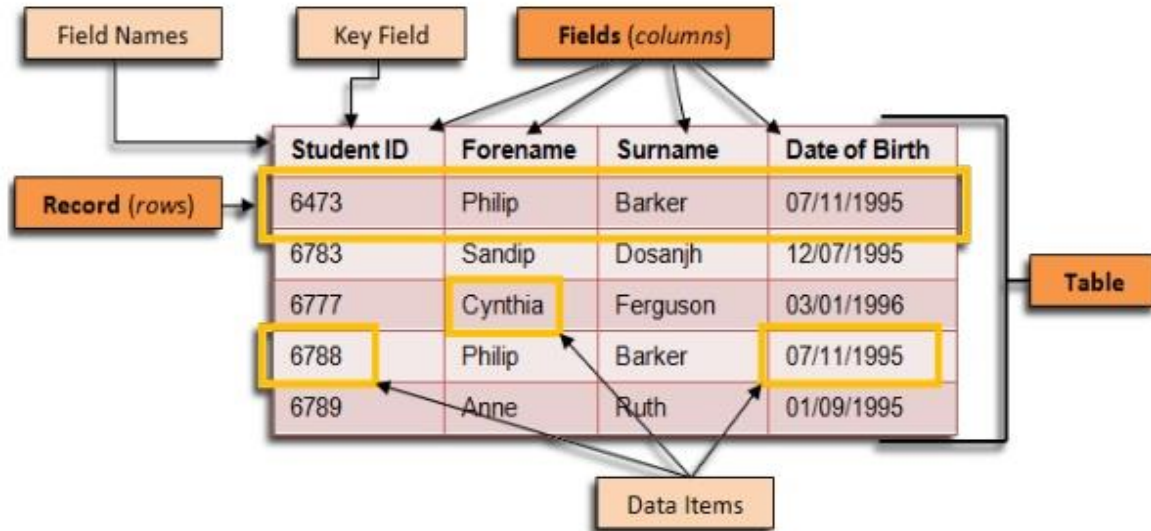 Field Names
Key Field
Fields (columns)
Student ID Forename Surname Date of Birth
Record (rows)
6473 Philip Barker 07/11/1995
6783 Sandip Dosanjh 12/07/1995
Table
6777 Cynthia Ferguson 03/01/1996
6788 Philip Barker 07/11/1995
6789 Anne Ruth 01/09/1995
Data Items